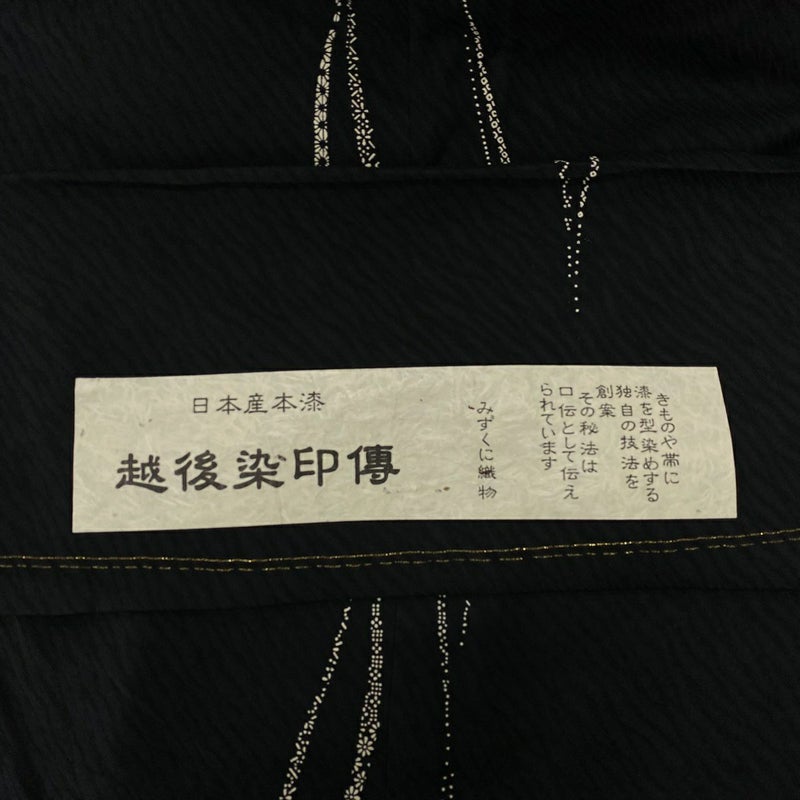 日本産本漆
越後染印傳
みずくに織物
きものや帯に
漆を型染めする
独自の技法を
創案
その秘法は
口伝として伝え
られています